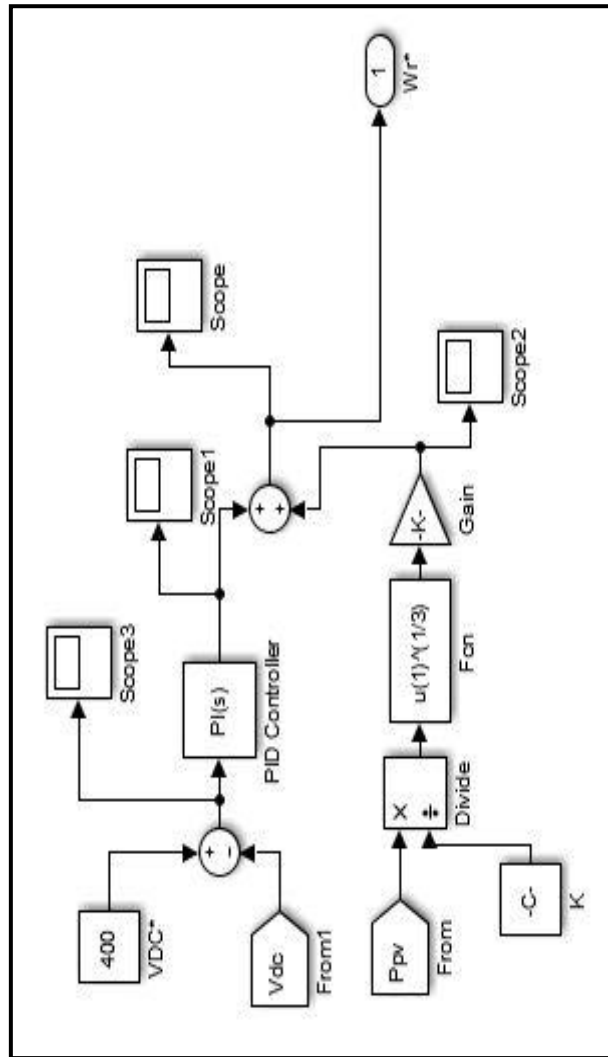 400
VDC*
Vdc
From1
+
−
Scope3
PI(s)
PID Controller
Scope1
+
+
Scope
1
Wr*
Ppv
From
-C-
K
×
÷
Divide
u(1)^(1/3)
Fcn
-K-
Gain
Scope2